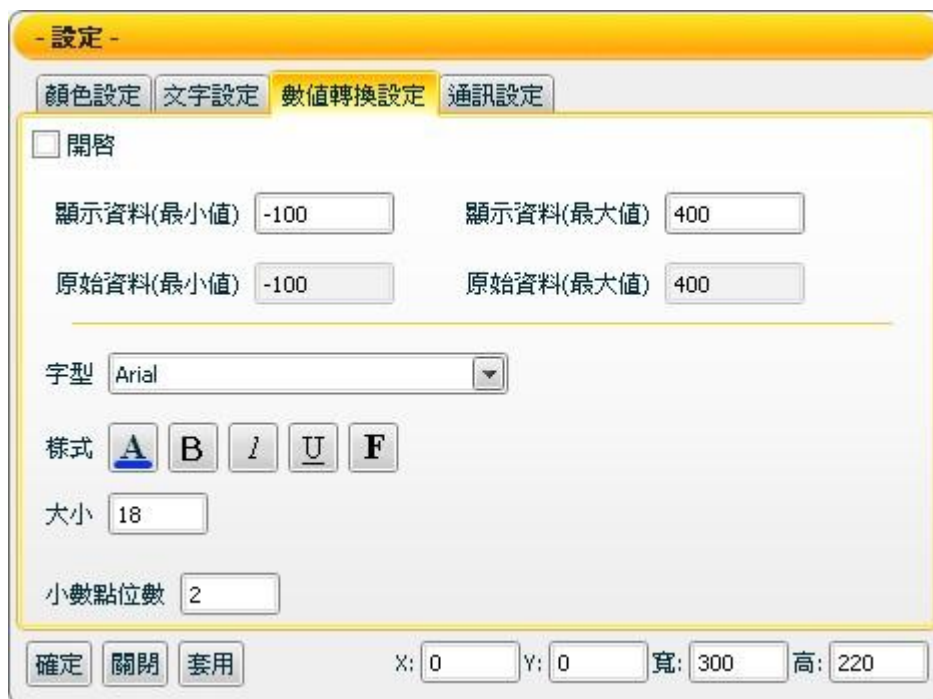 - 設定 -
顏色設定 文字設定 數值轉換設定 通訊設定
開啓
顯示資料(最小值) -100 顯示資料(最大值) 400
原始資料(最小值) -100 原始資料(最大值) 400
字型 Arial
樣式 A B I U F
大小 18
小數點位數 2
確定 關閉 套用 X: 0 Y: 0 寬: 300 高: 220